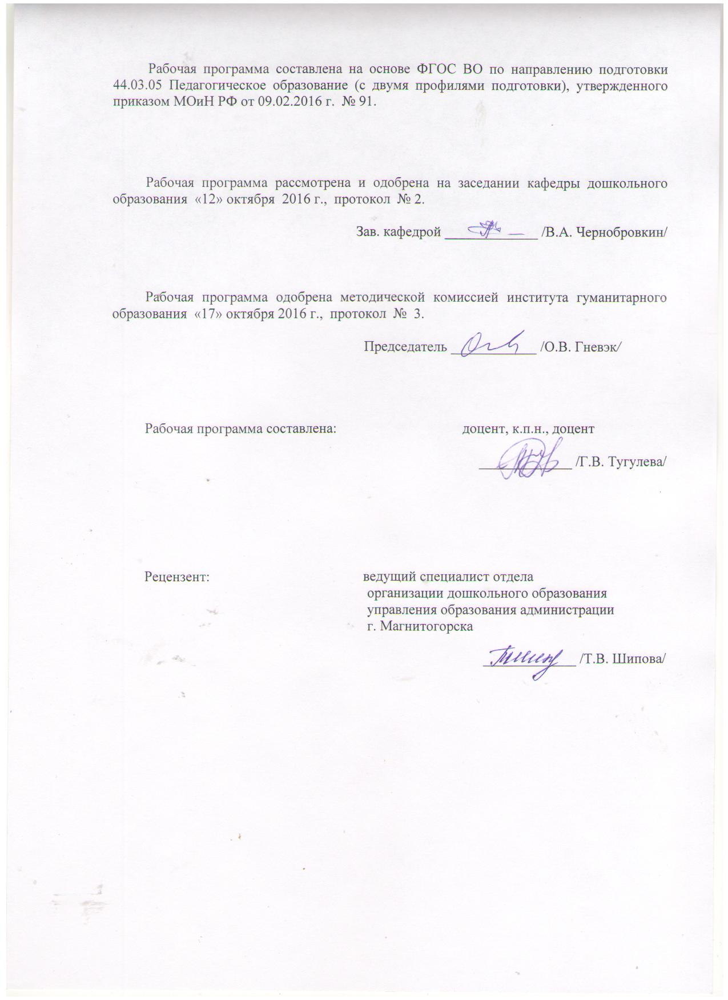 Рабочая программа составлена на основе ФГОС ВО по направлению подготовки
44.03.05 Педагогическое образование (с двумя профилями подготовки), утвержденного
приказом МОиН РФ от 09.02.2016 г. № 91.
Рабочая программа рассмотрена и одобрена на заседании кафедры дошкольного
образования «12» октября 2016 г., протокол № 2.
Зав. кафедрой _____________ /В.А. Чернобровкин/
Рабочая программа одобрена методической комиссией института гуманитарного
образования «17» октября 2016 г., протокол № 3.
Председатель ____________ /О.В. Гневэк/
Рабочая программа составлена: доцент, к.п.н., доцент
_____________ /Г.В. Тугулева/
Рецензент: ведущий специалист отдела
организации дошкольного образования
управления образования администрации
г. Магнитогорска
_____________ /Т.В. Шипова/